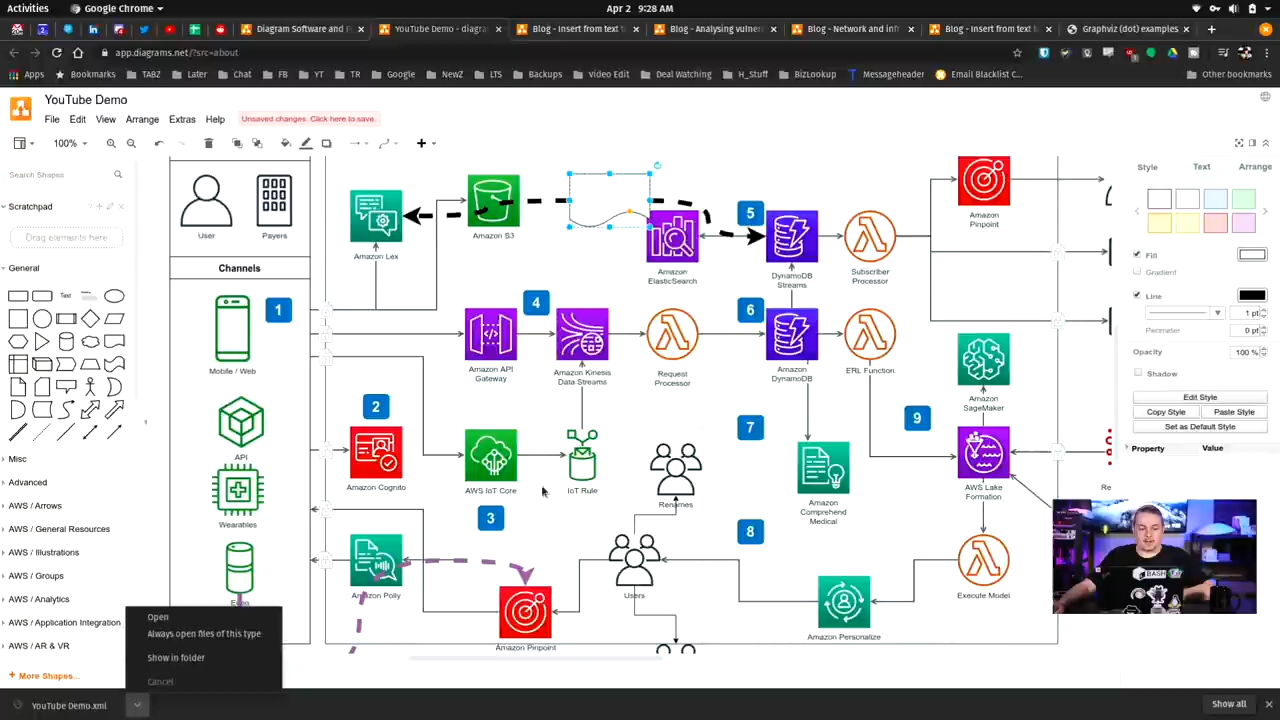 Activities
Google Chrome
Apr 2 9:28 AM
Diagram Software and F
YouTube Demo - diagra
Blog - Insert from text t
Blog - Analysing vulner
Blog - Network and infr
Blog - Insert from text t
Graphviz (dot) examples
app.diagrams.net/?src=about
Apps
Bookmarks
TABZ
Later
Chat
FB
YT
TR
Google
NewZ
LTS
Backups
Video Edit
Deal Watching
H_Stuff
BizLookup
Messageheader
Email Blacklist C...
Other bookmarks
YouTube Demo
File Edit View Arrange Extras Help
Unsaved changes. Click here to save.
100%
Search Shapes
Scratchpad
Drag elements here
General
Text
Misc
Advanced
AWS / Arrows
AWS / General Resources
AWS / Illustrations
AWS / Groups
AWS / Analytics
AWS / Application Integration
AWS / AR & VR
+ More Shapes...
User
Payers
Channels
Mobile / Web
API
Wearables
1
2
3
4
5
6
7
8
9
Amazon Lex
Amazon S3
Amazon
ElasticSearch
DynamoDB
Streams
Subscriber
Processor
Amazon
Pinpoint
Amazon API
Gateway
Amazon Kinesis
Data Streams
Request
Processor
Amazon
DynamoDB
ERL Function
Amazon
SageMaker
Amazon Cognito
AWS IoT Core
IoT Rule
Renames
Amazon
Comprehend
Medical
AWS Lake
Formation
Re
Amazon Polly
Amazon Pinpoint
Users
Amazon Personalize
Execute Model
Style
Text
Arrange
Fill
Gradient
Line
1 pt
Perimeter
0 pt
Opacity
100 %
Shadow
Edit Style
Copy Style
Paste Style
Set as Default Style
Property
Value
BASH
Open
Always open files of this type
Show in folder
Cancel
YouTube Demo.xml
Show all